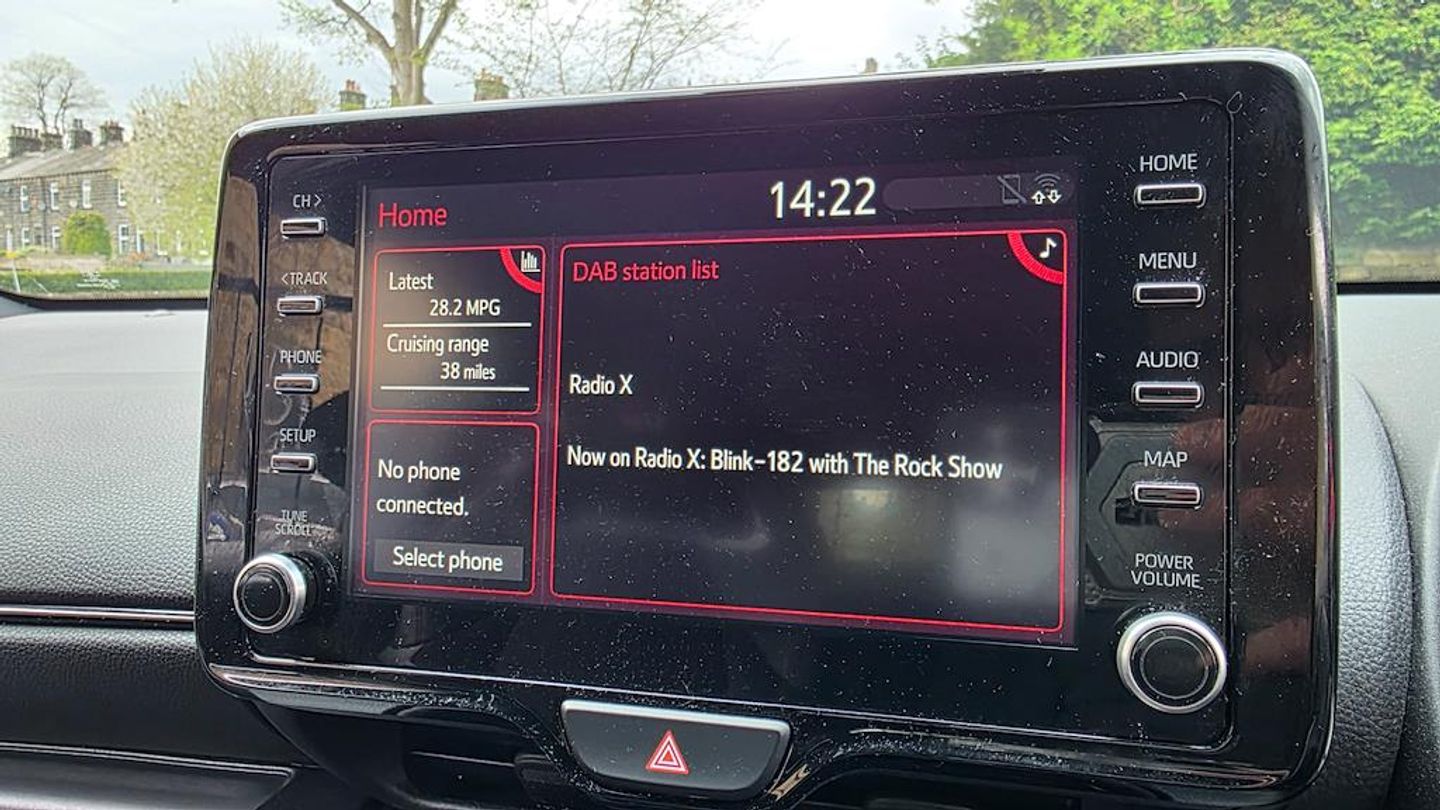 CH >
< TRACK
PHONE
SETUP
TUNE
SCROLL
Home
14:22
Latest
28.2 MPG
Cruising range
38 miles
No phone
connected.
Select phone
DAB station list
Radio X
Now on Radio X: Blink-182 with The Rock Show
HOME
MENU
AUDIO
MAP
POWER
VOLUME